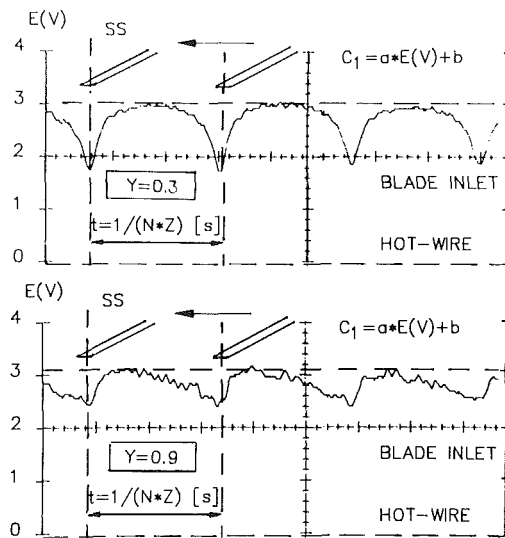 E(V)
SS
C₁=a*E(V)+b
4
3
2
Y=0.3
BLADE INLET
1
t=1/(N*Z) [s]
HOT-WIRE
0
E(V)
SS
4
C₁=a*E(V)+b
3
2
Y=0.9
BLADE INLET
1
t=1/(N*Z) [s]
HOT-WIRE
0